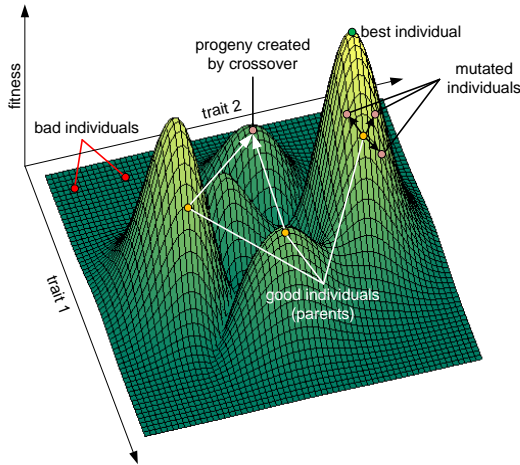 best individual
progeny created
by crossover
mutated
individuals
fitness
trait 2
bad individuals
trait 1
good individuals
(parents)